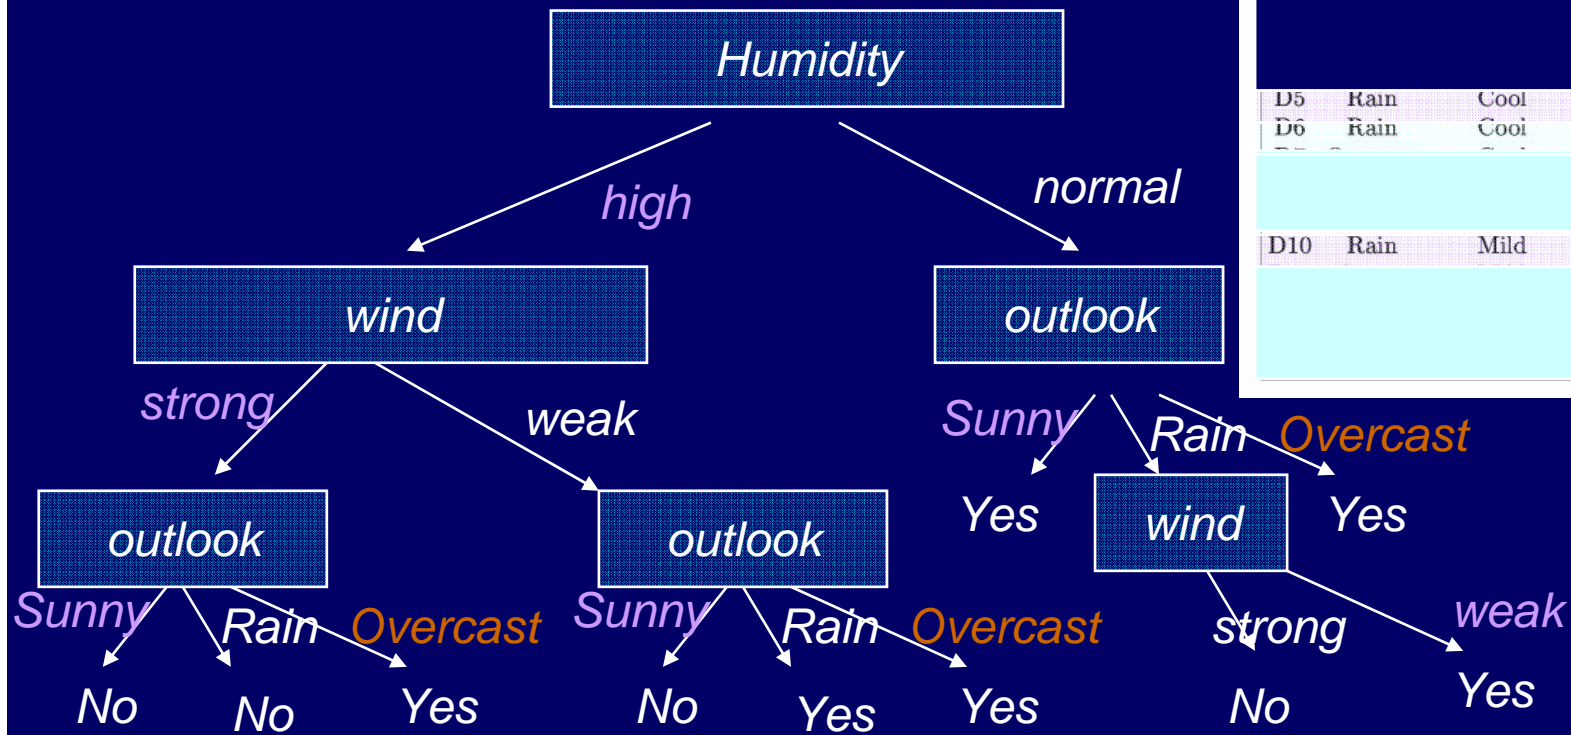 Humidity
D5 Rain Cool
D6 Rain Cool
high
normal
D10 Rain Mild
wind
outlook
strong
weak
Sunny
Rain
Overcast
Yes
wind
Yes
outlook
outlook
Sunny
Rain
Overcast
Sunny
Rain
Overcast
strong
weak
No
No
Yes
No
Yes
Yes
No
Yes